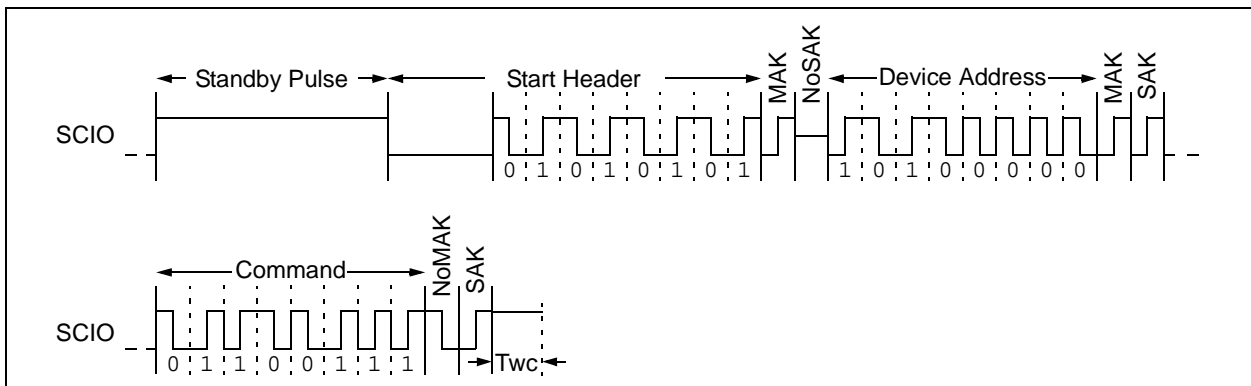 Standby Pulse
Start Header
MAK
NoSAK
Device Address
MAK
SAK
SCIO
0 1 0 1 0 1 0 1
1 0 1 0 0 0 0 0
Command
NoMAK
SAK
SCIO
0 1 1 0 0 1 1 1
Twc